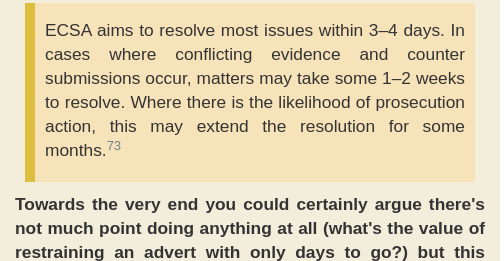 ECSA aims to resolve most issues within 3–4 days. In
cases where conflicting evidence and counter
submissions occur, matters may take some 1–2 weeks
to resolve. Where there is the likelihood of prosecution
action, this may extend the resolution for some
months.73
Towards the very end you could certainly argue there's
not much point doing anything at all (what's the value of
restraining an advert with only days to go?) but this